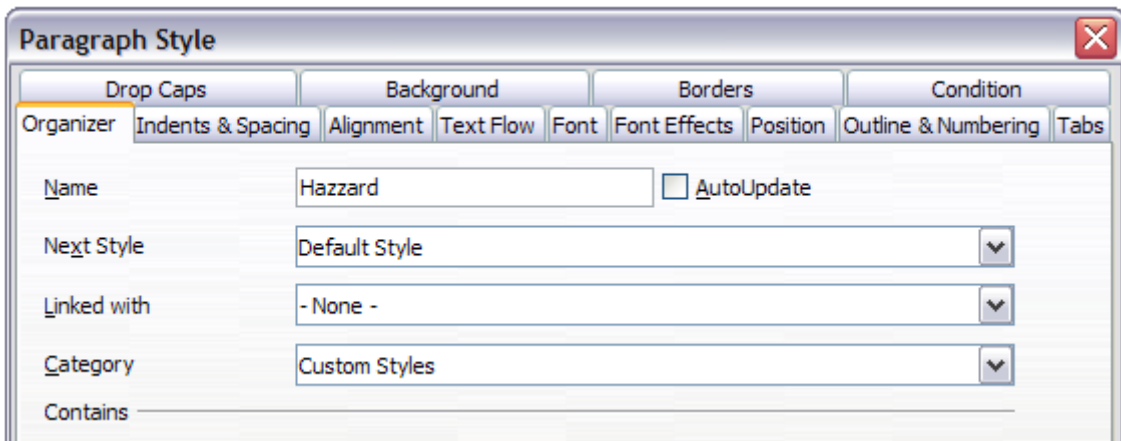 Paragraph Style
Drop Caps Background Borders Condition
Organizer Indents & Spacing Alignment Text Flow Font Font Effects Position Outline & Numbering Tabs
Name Hazzard AutoUpdate
Next Style Default Style
Linked with - None -
Category Custom Styles
Contains